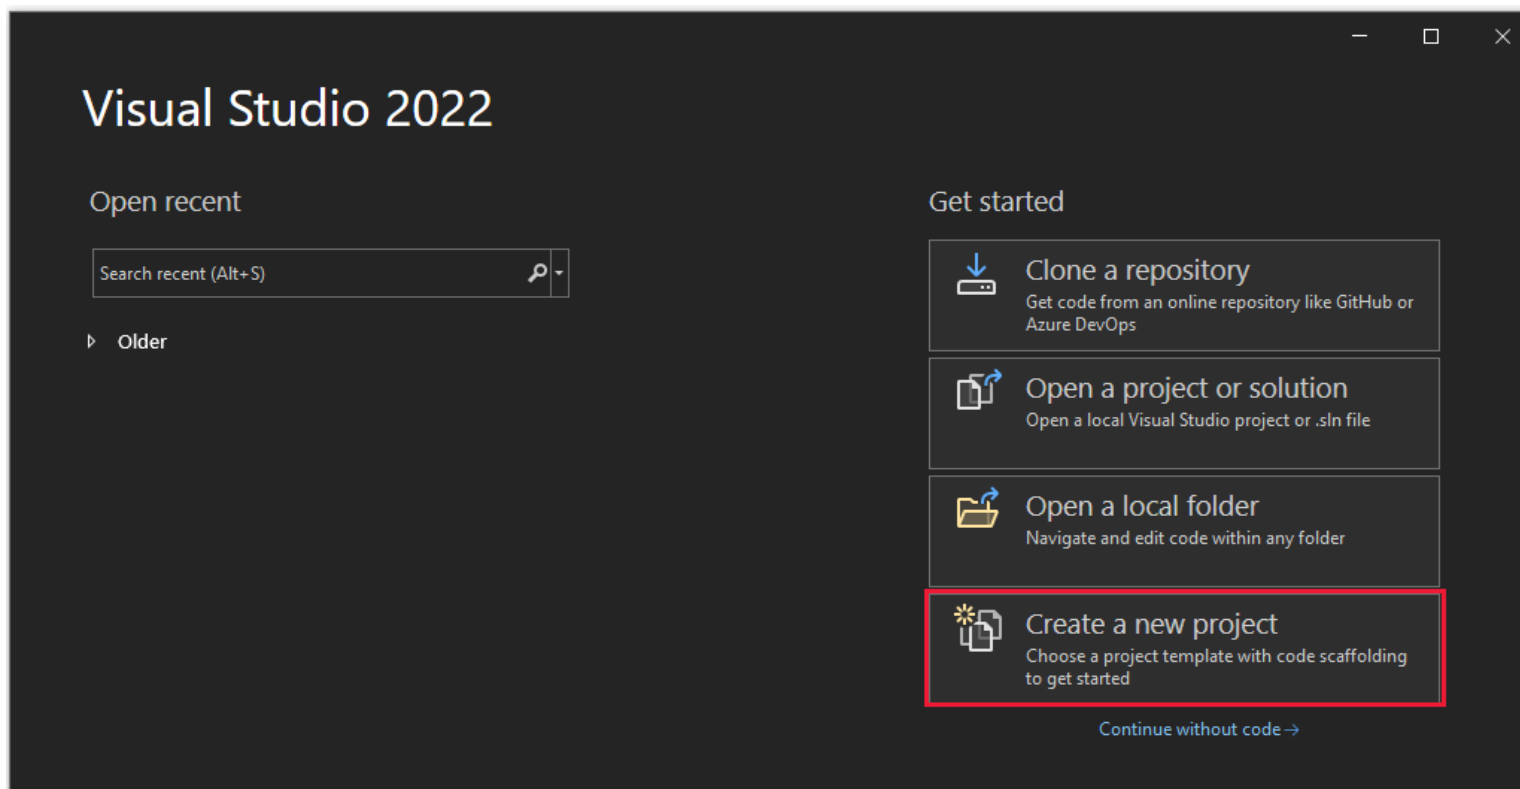 Visual Studio 2022
Open recent
Search recent (Alt+S)
Older
Get started
Clone a repository
Get code from an online repository like GitHub or
Azure DevOps
Open a project or solution
Open a local Visual Studio project or .sln file
Open a local folder
Navigate and edit code within any folder
Create a new project
Choose a project template with code scaffolding
to get started
Continue without code→